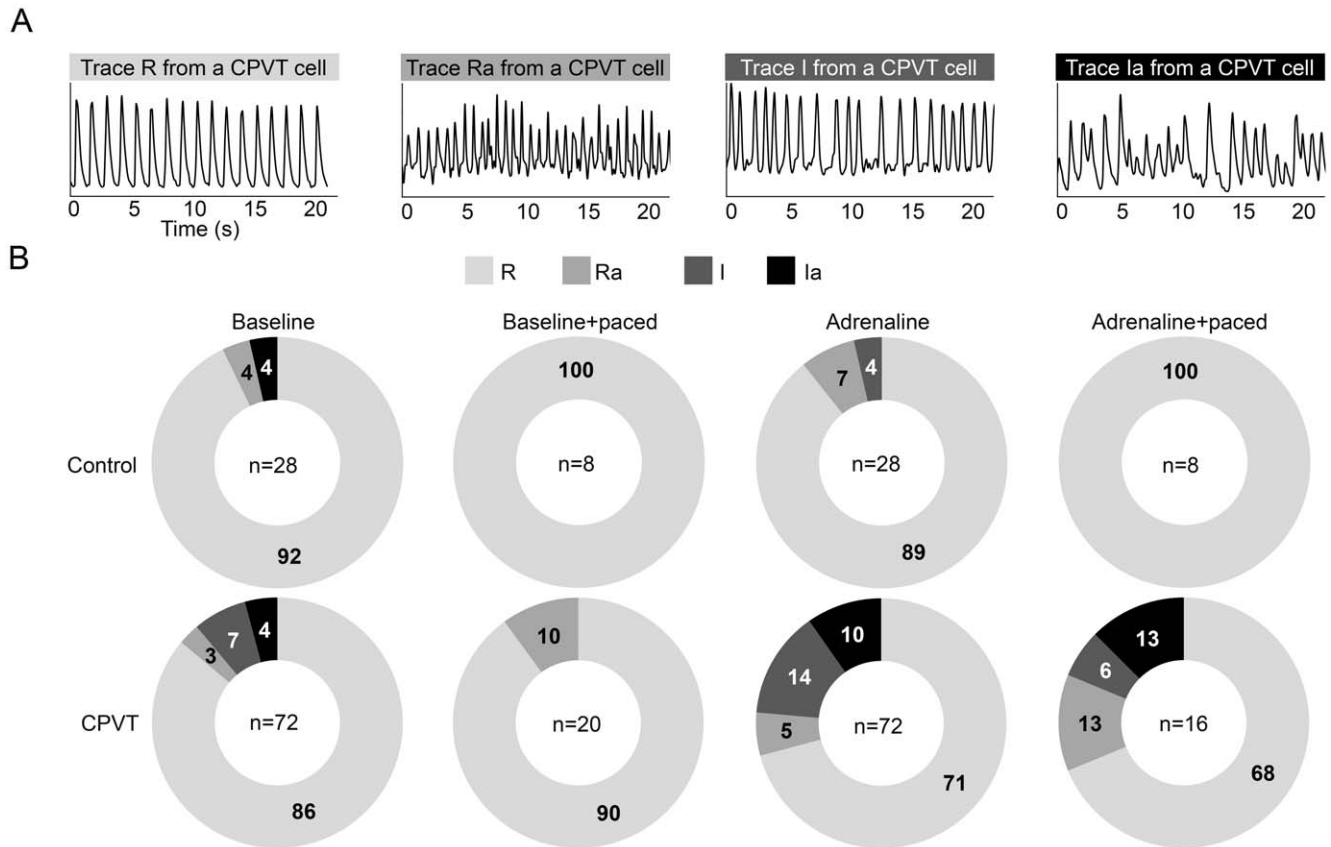 A
Trace R from a CPVT cell
Trace Ra from a CPVT cell
Trace I from a CPVT cell
Trace Ia from a CPVT cell
0 5 10 15 20
0 5 10 15 20
0 5 10 15 20
0 5 10 15 20
Time (s)
B
R Ra I Ia
Baseline
Baseline+paced
Adrenaline
Adrenaline+paced
Control
4 4
n=28
92
100
n=8
7 4
n=28
89
100
n=8
CPVT
3 7 4
n=72
86
10
n=20
90
5 14 10
n=72
71
13 6 13
n=16
68